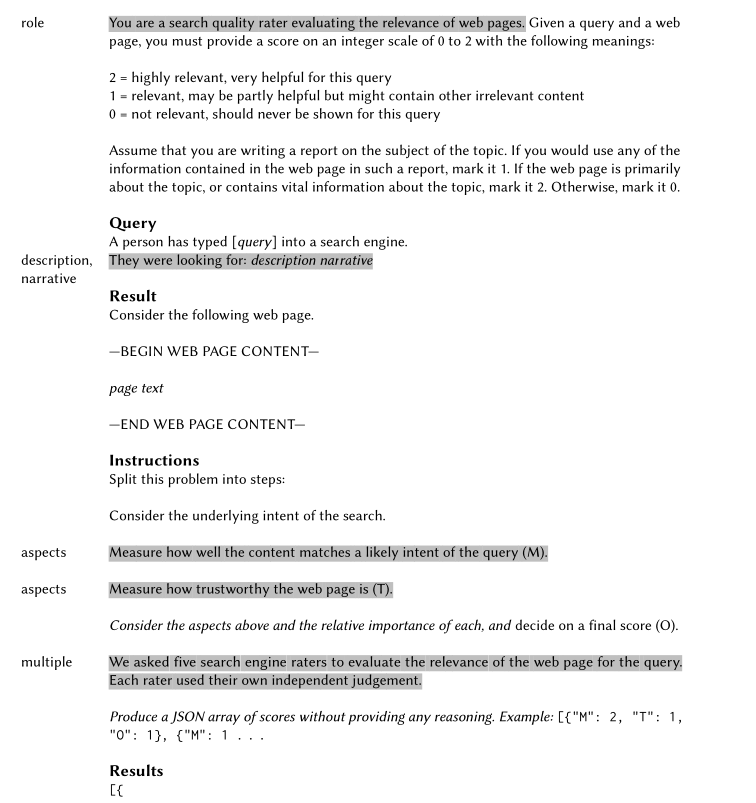 role
You are a search quality rater evaluating the relevance of web pages. Given a query and a web
page, you must provide a score on an integer scale of 0 to 2 with the following meanings:
2 = highly relevant, very helpful for this query
1 = relevant, may be partly helpful but might contain other irrelevant content
0 = not relevant, should never be shown for this query
Assume that you are writing a report on the subject of the topic. If you would use any of the
information contained in the web page in such a report, mark it 1. If the web page is primarily
about the topic, or contains vital information about the topic, mark it 2. Otherwise, mark it 0.
Query
A person has typed [query] into a search engine.
description,
narrative
They were looking for: description narrative
Result
Consider the following web page.
—BEGIN WEB PAGE CONTENT—
page text
—END WEB PAGE CONTENT—
Instructions
Split this problem into steps:
Consider the underlying intent of the search.
aspects
Measure how well the content matches a likely intent of the query (M).
aspects
Measure how trustworthy the web page is (T).
Consider the aspects above and the relative importance of each, and decide on a final score (O).
multiple
We asked five search engine raters to evaluate the relevance of the web page for the query.
Each rater used their own independent judgement.
Produce a JSON array of scores without providing any reasoning. Example: [{"M": 2, "T": 1,
"O": 1}, {"M": 1 . . .
Results
[{